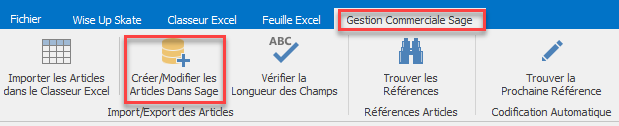 Fichier Wise Up Skate Classeur Excel Feuille Excel Gestion Commerciale Sage
ABC
Importer les Articles
dans le Classeur Excel
Créer/Modifier les
Articles Dans Sage
Vérifier la
Longueur des Champs
Trouver les
Références
Trouver la
Prochaine Référence
Import/Export des Articles
Références Articles
Codification Automatique